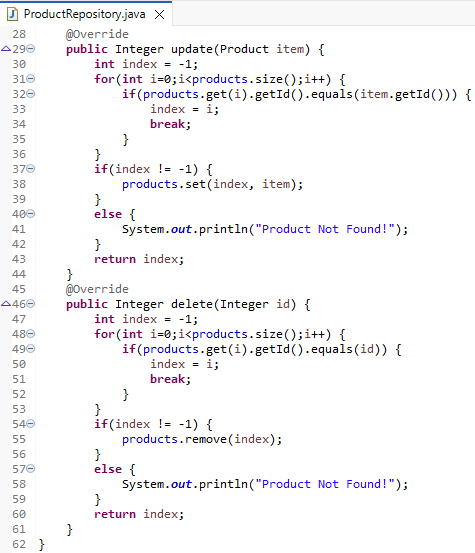 ProductRepository.java
28     @Override
29     public Integer update(Product item) {
30         int index = -1;
31         for(int i=0;i<products.size();i++) {
32             if(products.get(i).getId().equals(item.getId())) {
33                 index = i;
34                 break;
35             }
36         }
37         if(index != -1) {
38             products.set(index, item);
39         }
40         else {
41             System.out.println("Product Not Found!");
42         }
43         return index;
44     }
45     @Override
46     public Integer delete(Integer id) {
47         int index = -1;
48         for(int i=0;i<products.size();i++) {
49             if(products.get(i).getId().equals(id)) {
50                 index = i;
51                 break;
52             }
53         }
54         if(index != -1) {
55             products.remove(index);
56         }
57         else {
58             System.out.println("Product Not Found!");
59         }
60         return index;
61     }
62 }